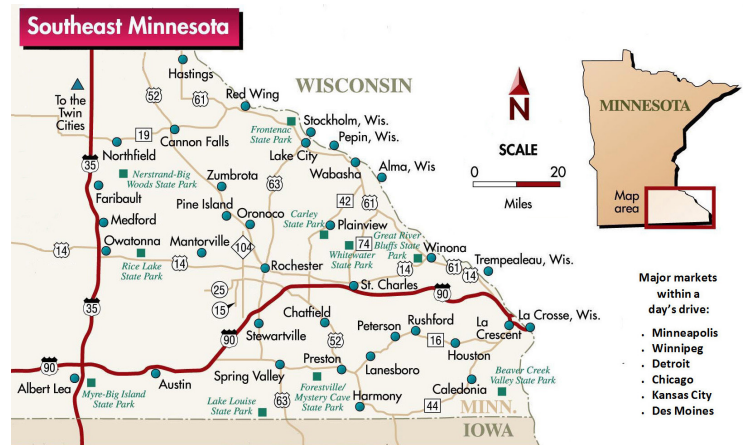 Southeast Minnesota
Hastings
WISCONSIN
To the
Twin
Cities
52
61
Red Wing
Stockholm, Wis.
Frontenac
State Park
Pepin, Wis.
19
Cannon Falls
Northfield
Lake City
35
Wabasha
Alma, Wis
Nerstrand-Big
Woods State Park
Zumbrota
63
Faribault
42
61
Pine Island
Oronoco
Carley
State Park
Plainview
Medford
Great River
Bluffs State
Park
Owatonna
Mantorville
104
74
Whitewater
State Park
Winona
14
Rice Lake
State Park
14
Rochester
14
61
14
Trempealeau, Wis.
25
St. Charles
90
15
35
Chatfield
La Crosse, Wis.
90
Stewartville
52
Peterson
Rushford
La
Crescent
16
Houston
90
Preston
Lanesboro
Albert Lea
Austin
Spring Valley
Beaver Creek
Valley State Park
Myre-Big Island
State Park
Forestville/
Mystery Cave
State Park
Caledonia
Lake Louise
State Park
63
Harmony
44
MINN.
IOWA
N
SCALE
0
20
Miles
MINNESOTA
Map
area
Major markets
within a
day's drive:
. Minneapolis
. Winnipeg
. Detroit
. Chicago
. Kansas City
. Des Moines